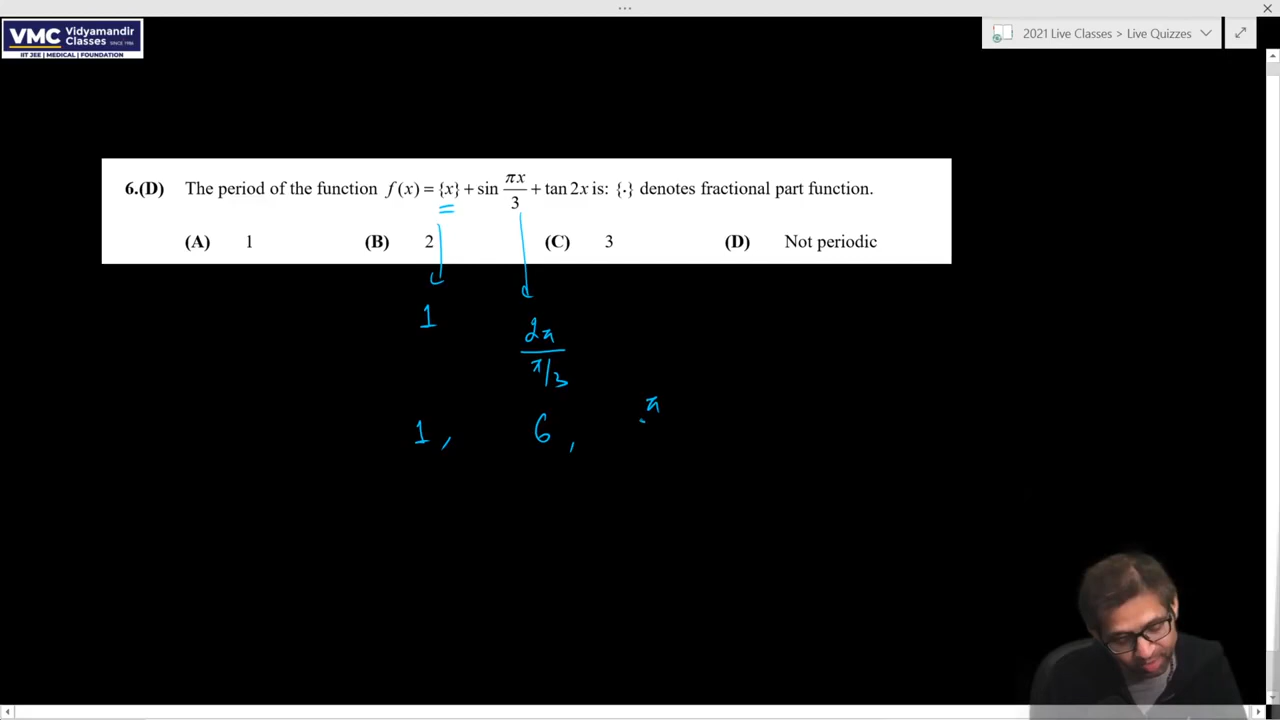 ...
VMC Vidyamandir Classes SINCE 1986
IIT JEE | MEDICAL | FOUNDATION
2021 Live Classes > Live Quizzes
6.(D) The period of the function f(x) = {x} + sin πx/3 + tan 2x is: {·} denotes fractional part function.
(A) 1 (B) 2 (C) 3 (D) Not periodic
1
2π
π/3
1, 6, π